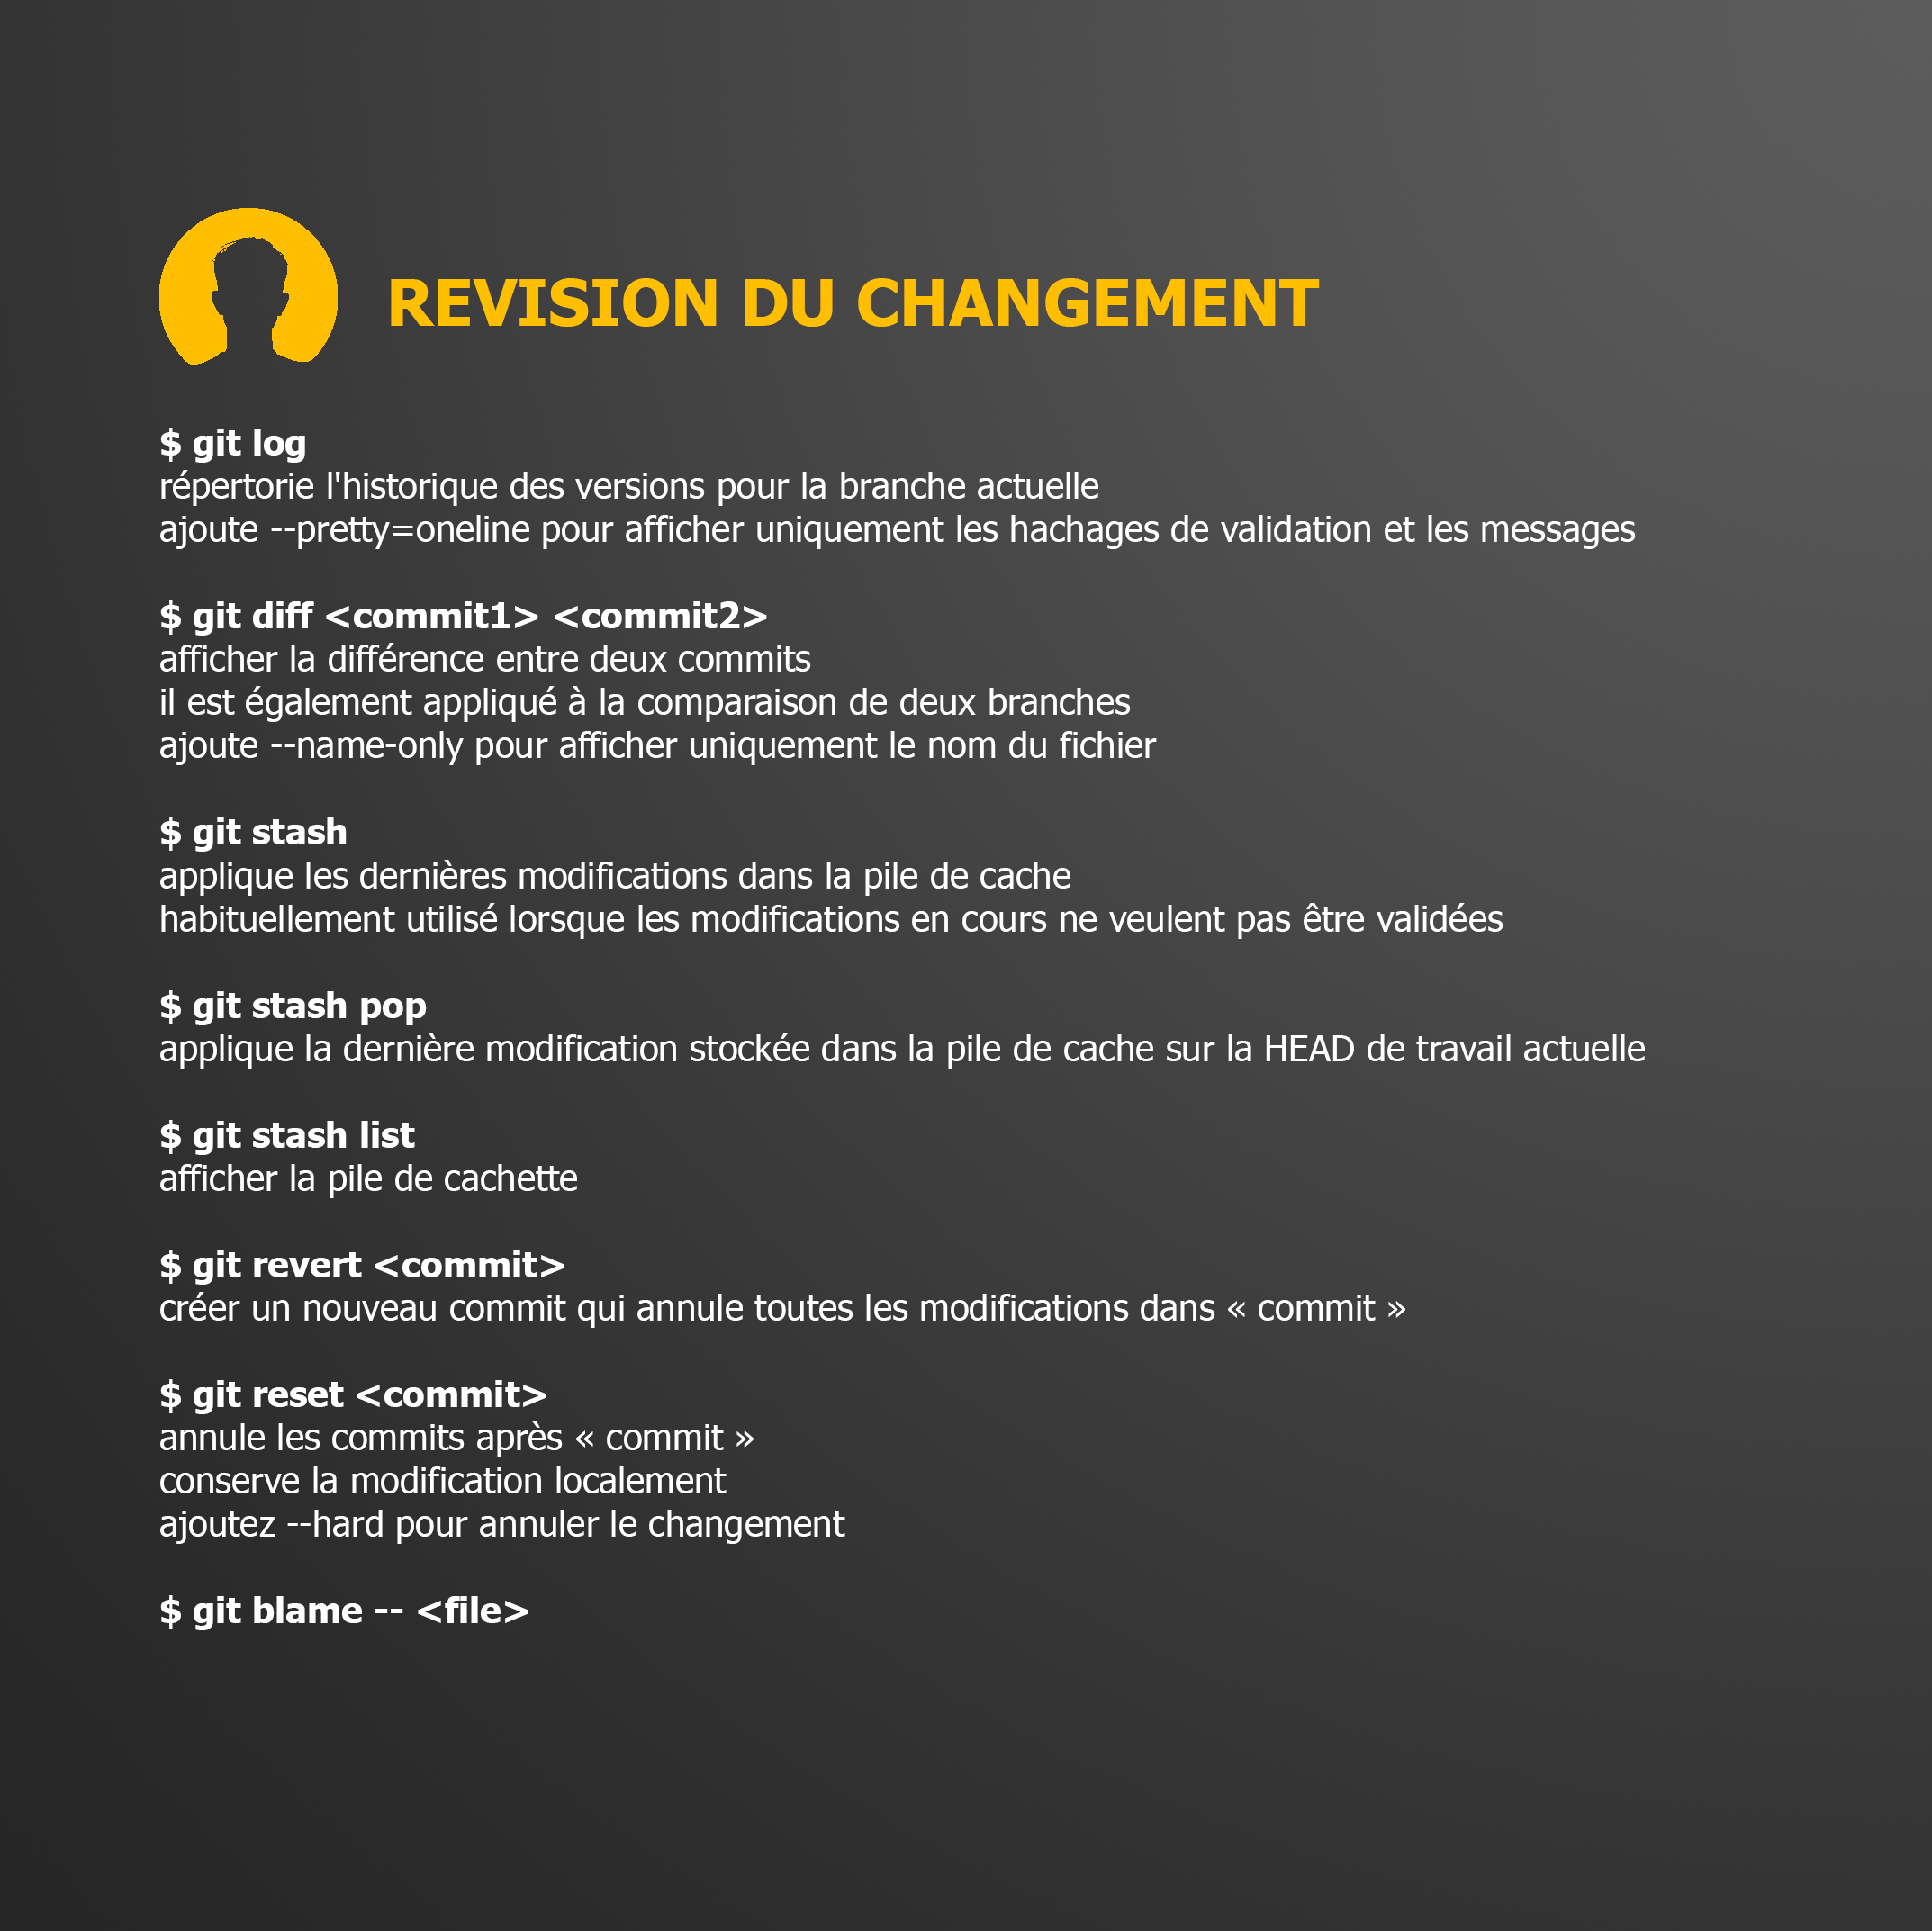 REVISION DU CHANGEMENT
$ git log
répertorie l'historique des versions pour la branche actuelle
ajoute --pretty=oneline pour afficher uniquement les hachages de validation et les messages
$ git diff <commit1> <commit2>
afficher la différence entre deux commits
il est également appliqué à la comparaison de deux branches
ajoute --name-only pour afficher uniquement le nom du fichier
$ git stash
applique les dernières modifications dans la pile de cache
habituellement utilisé lorsque les modifications en cours ne veulent pas être validées
$ git stash pop
applique la dernière modification stockée dans la pile de cache sur la HEAD de travail actuelle
$ git stash list
afficher la pile de cachette
$ git revert <commit>
créer un nouveau commit qui annule toutes les modifications dans « commit »
$ git reset <commit>
annule les commits après « commit »
conserve la modification localement
ajoutez --hard pour annuler le changement
$ git blame -- <file>